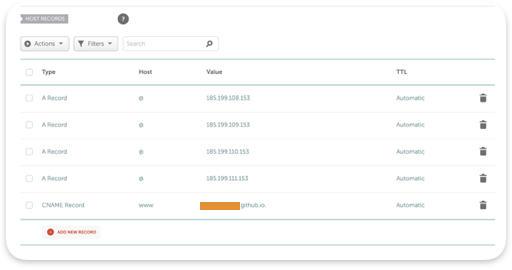 HOST RECORDS ?
Actions Filters Search
Type Host Value TTL
A Record @ 185.199.108.153 Automatic
A Record @ 185.199.109.153 Automatic
A Record @ 185.199.110.153 Automatic
A Record @ 185.199.111.153 Automatic
CNAME Record www github.io. Automatic
ADD NEW RECORD